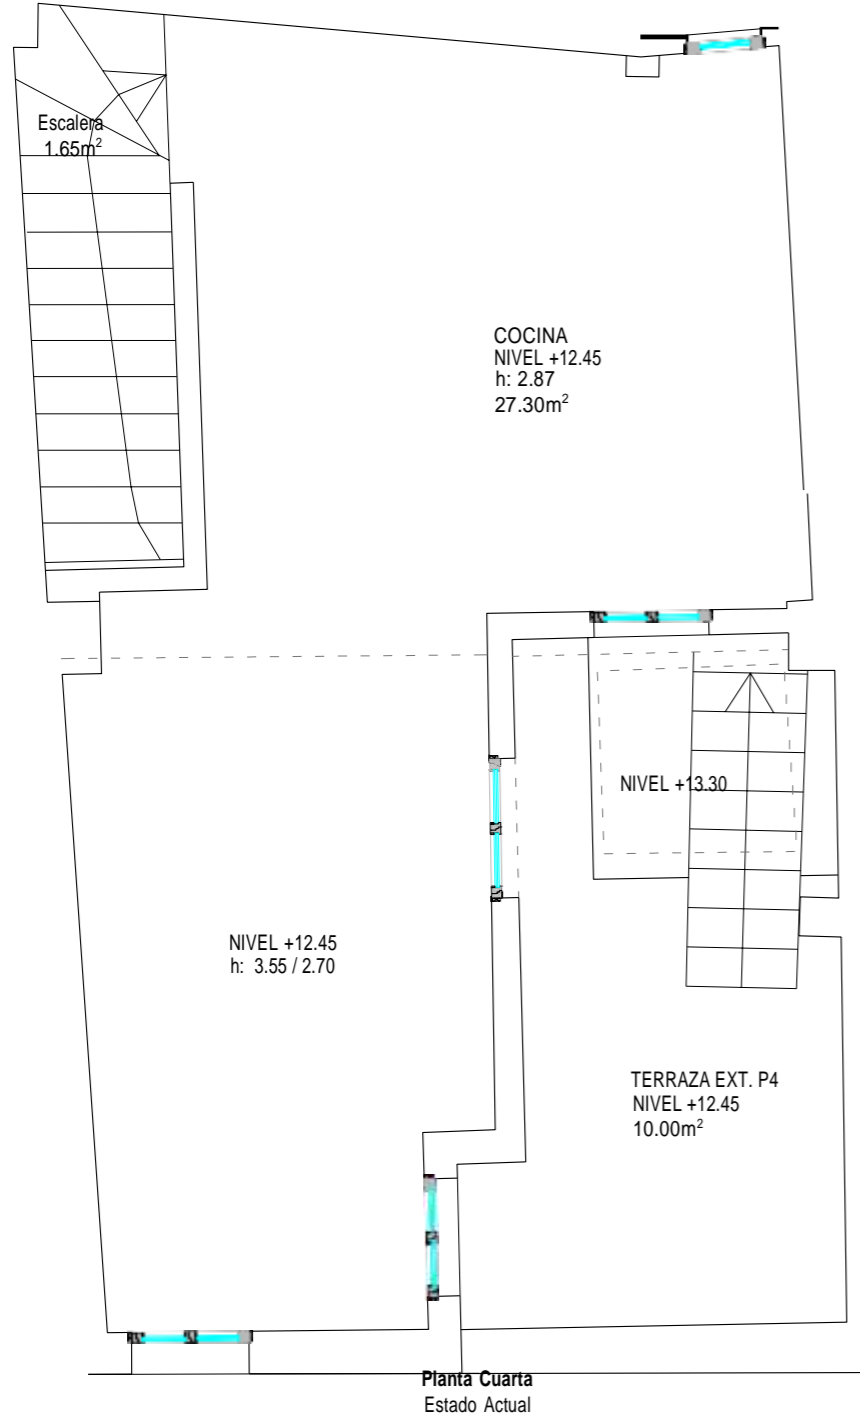 Escalera
1.65m²
COCINA
NIVEL +12.45
h: 2.87
27.30m²
NIVEL +13.30
NIVEL +12.45
h: 3.55 / 2.70
TERRAZA EXT. P4
NIVEL +12.45
10.00m²
Planta Cuarta
Estado Actual